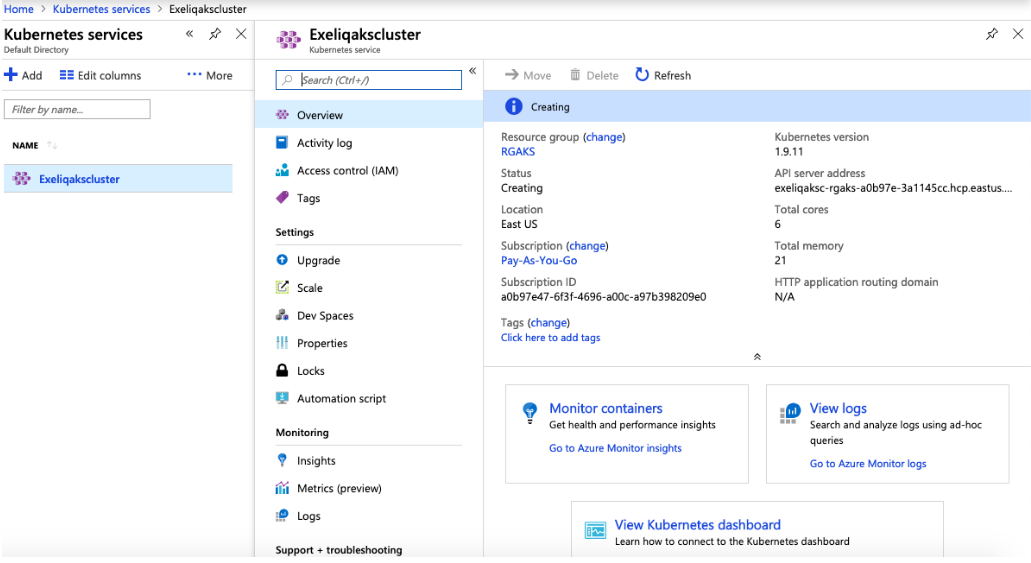 Home > Kubernetes services > Exeliqakscluster
Kubernetes services
Default Directory
Add Edit columns ··· More
Filter by name...
NAME
Exeliqakscluster
Exeliqakscluster
Kubernetes service
Search (Ctrl+/)
Overview
Activity log
Access control (IAM)
Tags
Settings
Upgrade
Scale
Dev Spaces
Properties
Locks
Automation script
Monitoring
Insights
Metrics (preview)
Logs
Support + troubleshooting
Move Delete Refresh
Creating
Resource group (change)
RGAKS
Status
Creating
Location
East US
Subscription (change)
Pay-As-You-Go
Subscription ID
a0b97e47-6f3f-4696-a00c-a97b398209e0
Tags (change)
Click here to add tags
Kubernetes version
1.9.11
API server address
exeliqaksc-rgaks-a0b97e-3a1145cc.hcp.eastus....
Total cores
6
Total memory
21
HTTP application routing domain
N/A
Monitor containers
Get health and performance insights
Go to Azure Monitor insights
View logs
Search and analyze logs using ad-hoc
queries
Go to Azure Monitor logs
View Kubernetes dashboard
Learn how to connect to the Kubernetes dashboard